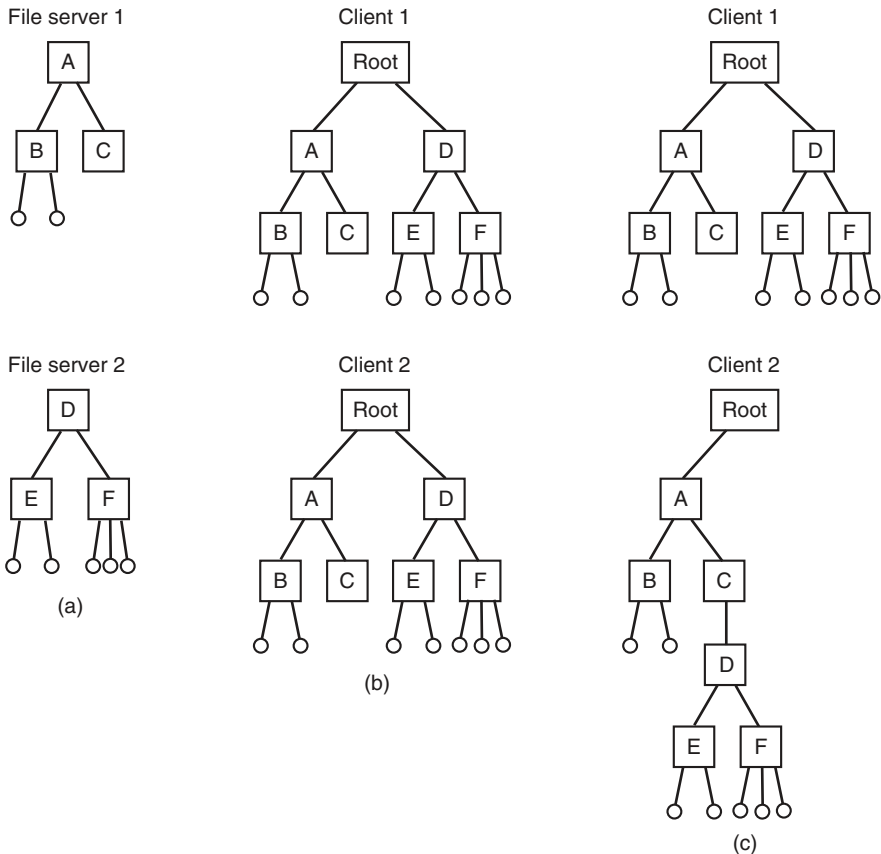 File server 1
Client 1
Client 1
A
Root
Root
B
C
A
D
A
D
B
C
E
F
B
C
E
F
File server 2
Client 2
Client 2
D
Root
Root
E
F
A
D
A
(a)
B
C
E
F
B
C
(b)
D
E
F
(c)